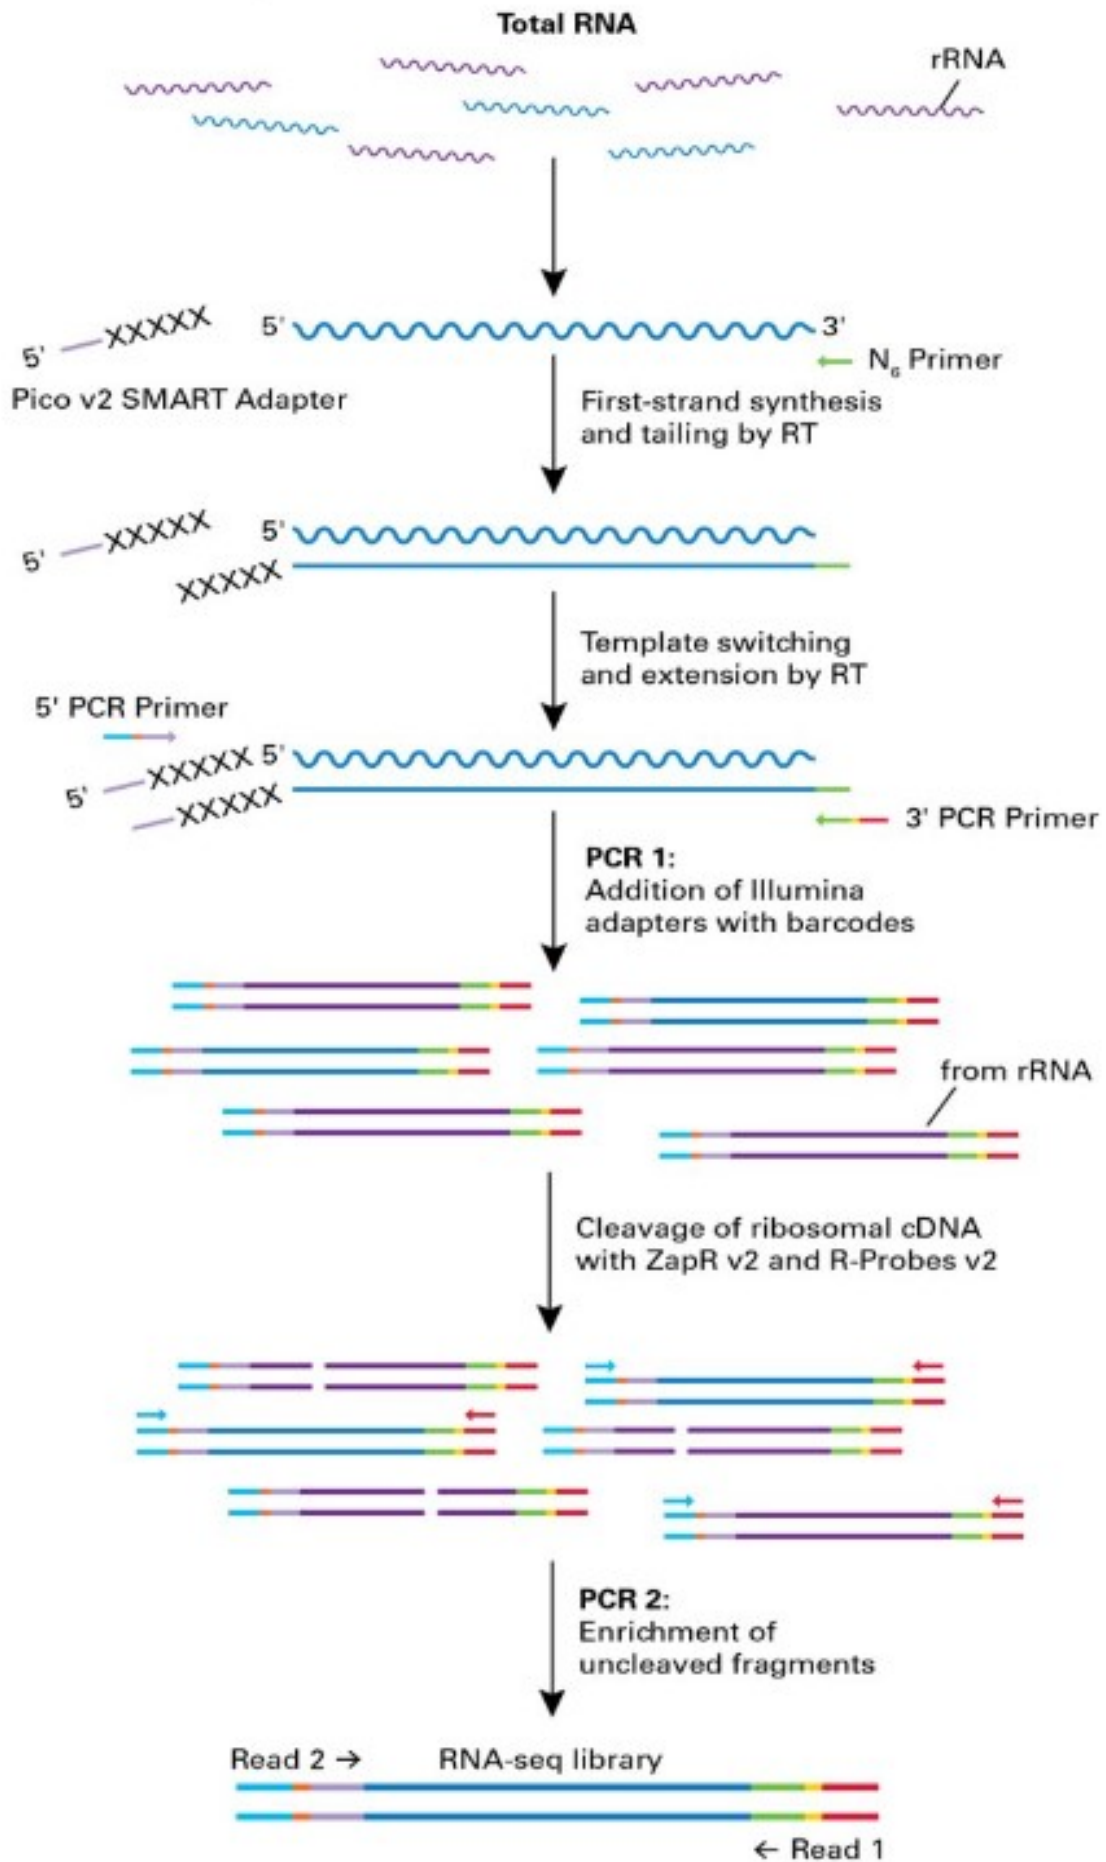 Total RNA
rRNA
5'
XXXXX
5'
3'
N₆ Primer
Pico v2 SMART Adapter
First-strand synthesis
and tailing by RT
5'
XXXXX
5'
XXXXX
Template switching
and extension by RT
5' PCR Primer
5'
XXXXX
5'
XXXXX
3' PCR Primer
PCR 1:
Addition of Illumina
adapters with barcodes
from rRNA
Cleavage of ribosomal cDNA
with ZapR v2 and R-Probes v2
PCR 2:
Enrichment of
uncleaved fragments
Read 2 →
RNA-seq library
← Read 1